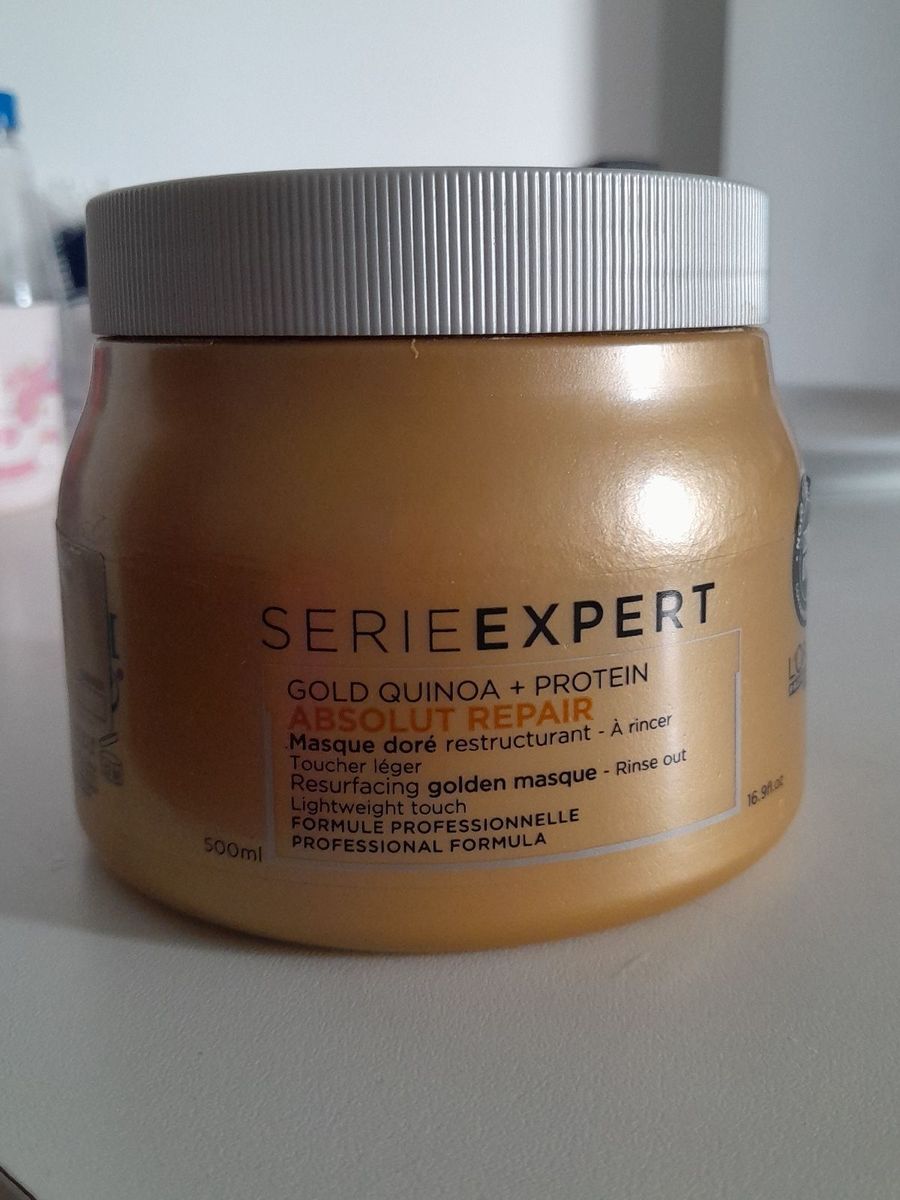 SERIEEXPERT
GOLD QUINOA + PROTEIN
ABSOLUT REPAIR
Masque doré restructurant - À rincer
Toucher léger
Resurfacing golden masque - Rinse out
Lightweight touch
FORMULE PROFESSIONNELLE
PROFESSIONAL FORMULA
500ml
16.9fl.oz